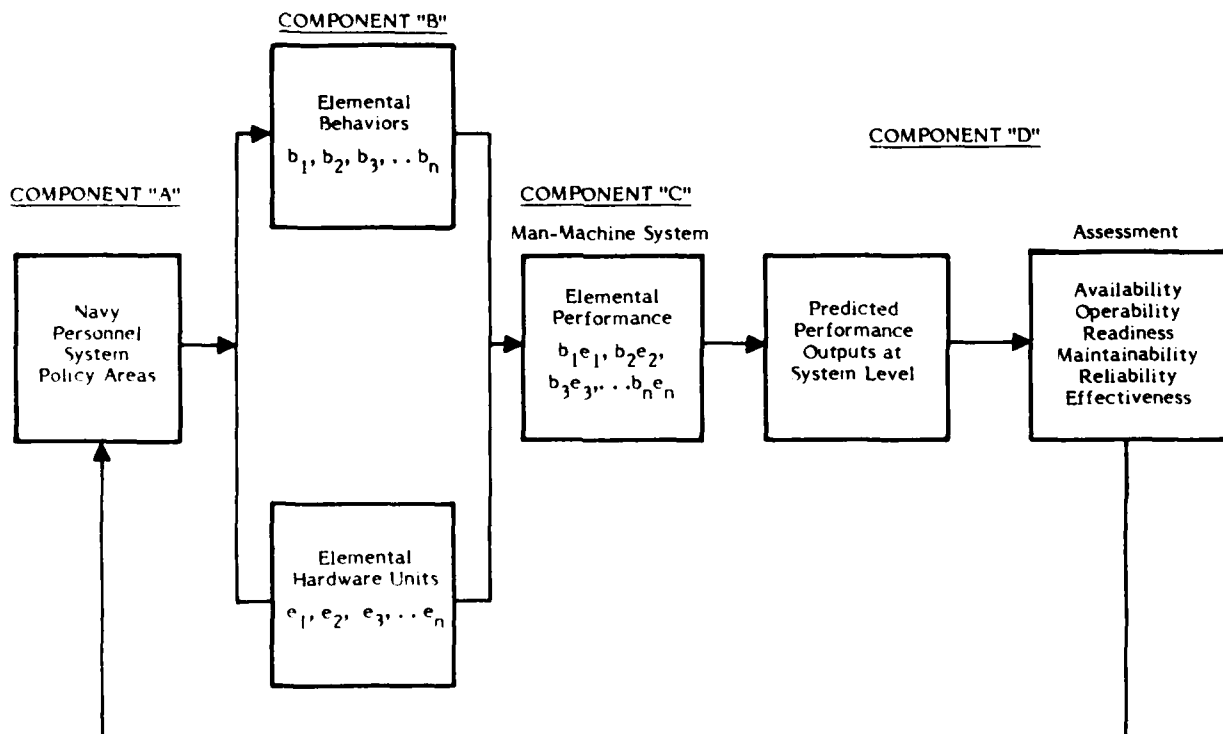 COMPONENT "B"
Elemental
Behaviors
b1, b2, b3, . . bn
COMPONENT "D"
COMPONENT "A"
COMPONENT "C"
Man-Machine System
Assessment
Navy
Personnel
System
Policy Areas
Elemental
Performance
b1e1, b2e2,
b3e3, . . . bnen
Predicted
Performance
Outputs at
System Level
Availability
Operability
Readiness
Maintainability
Reliability
Effectiveness
Elemental
Hardware Units
e1, e2, e3, . . en